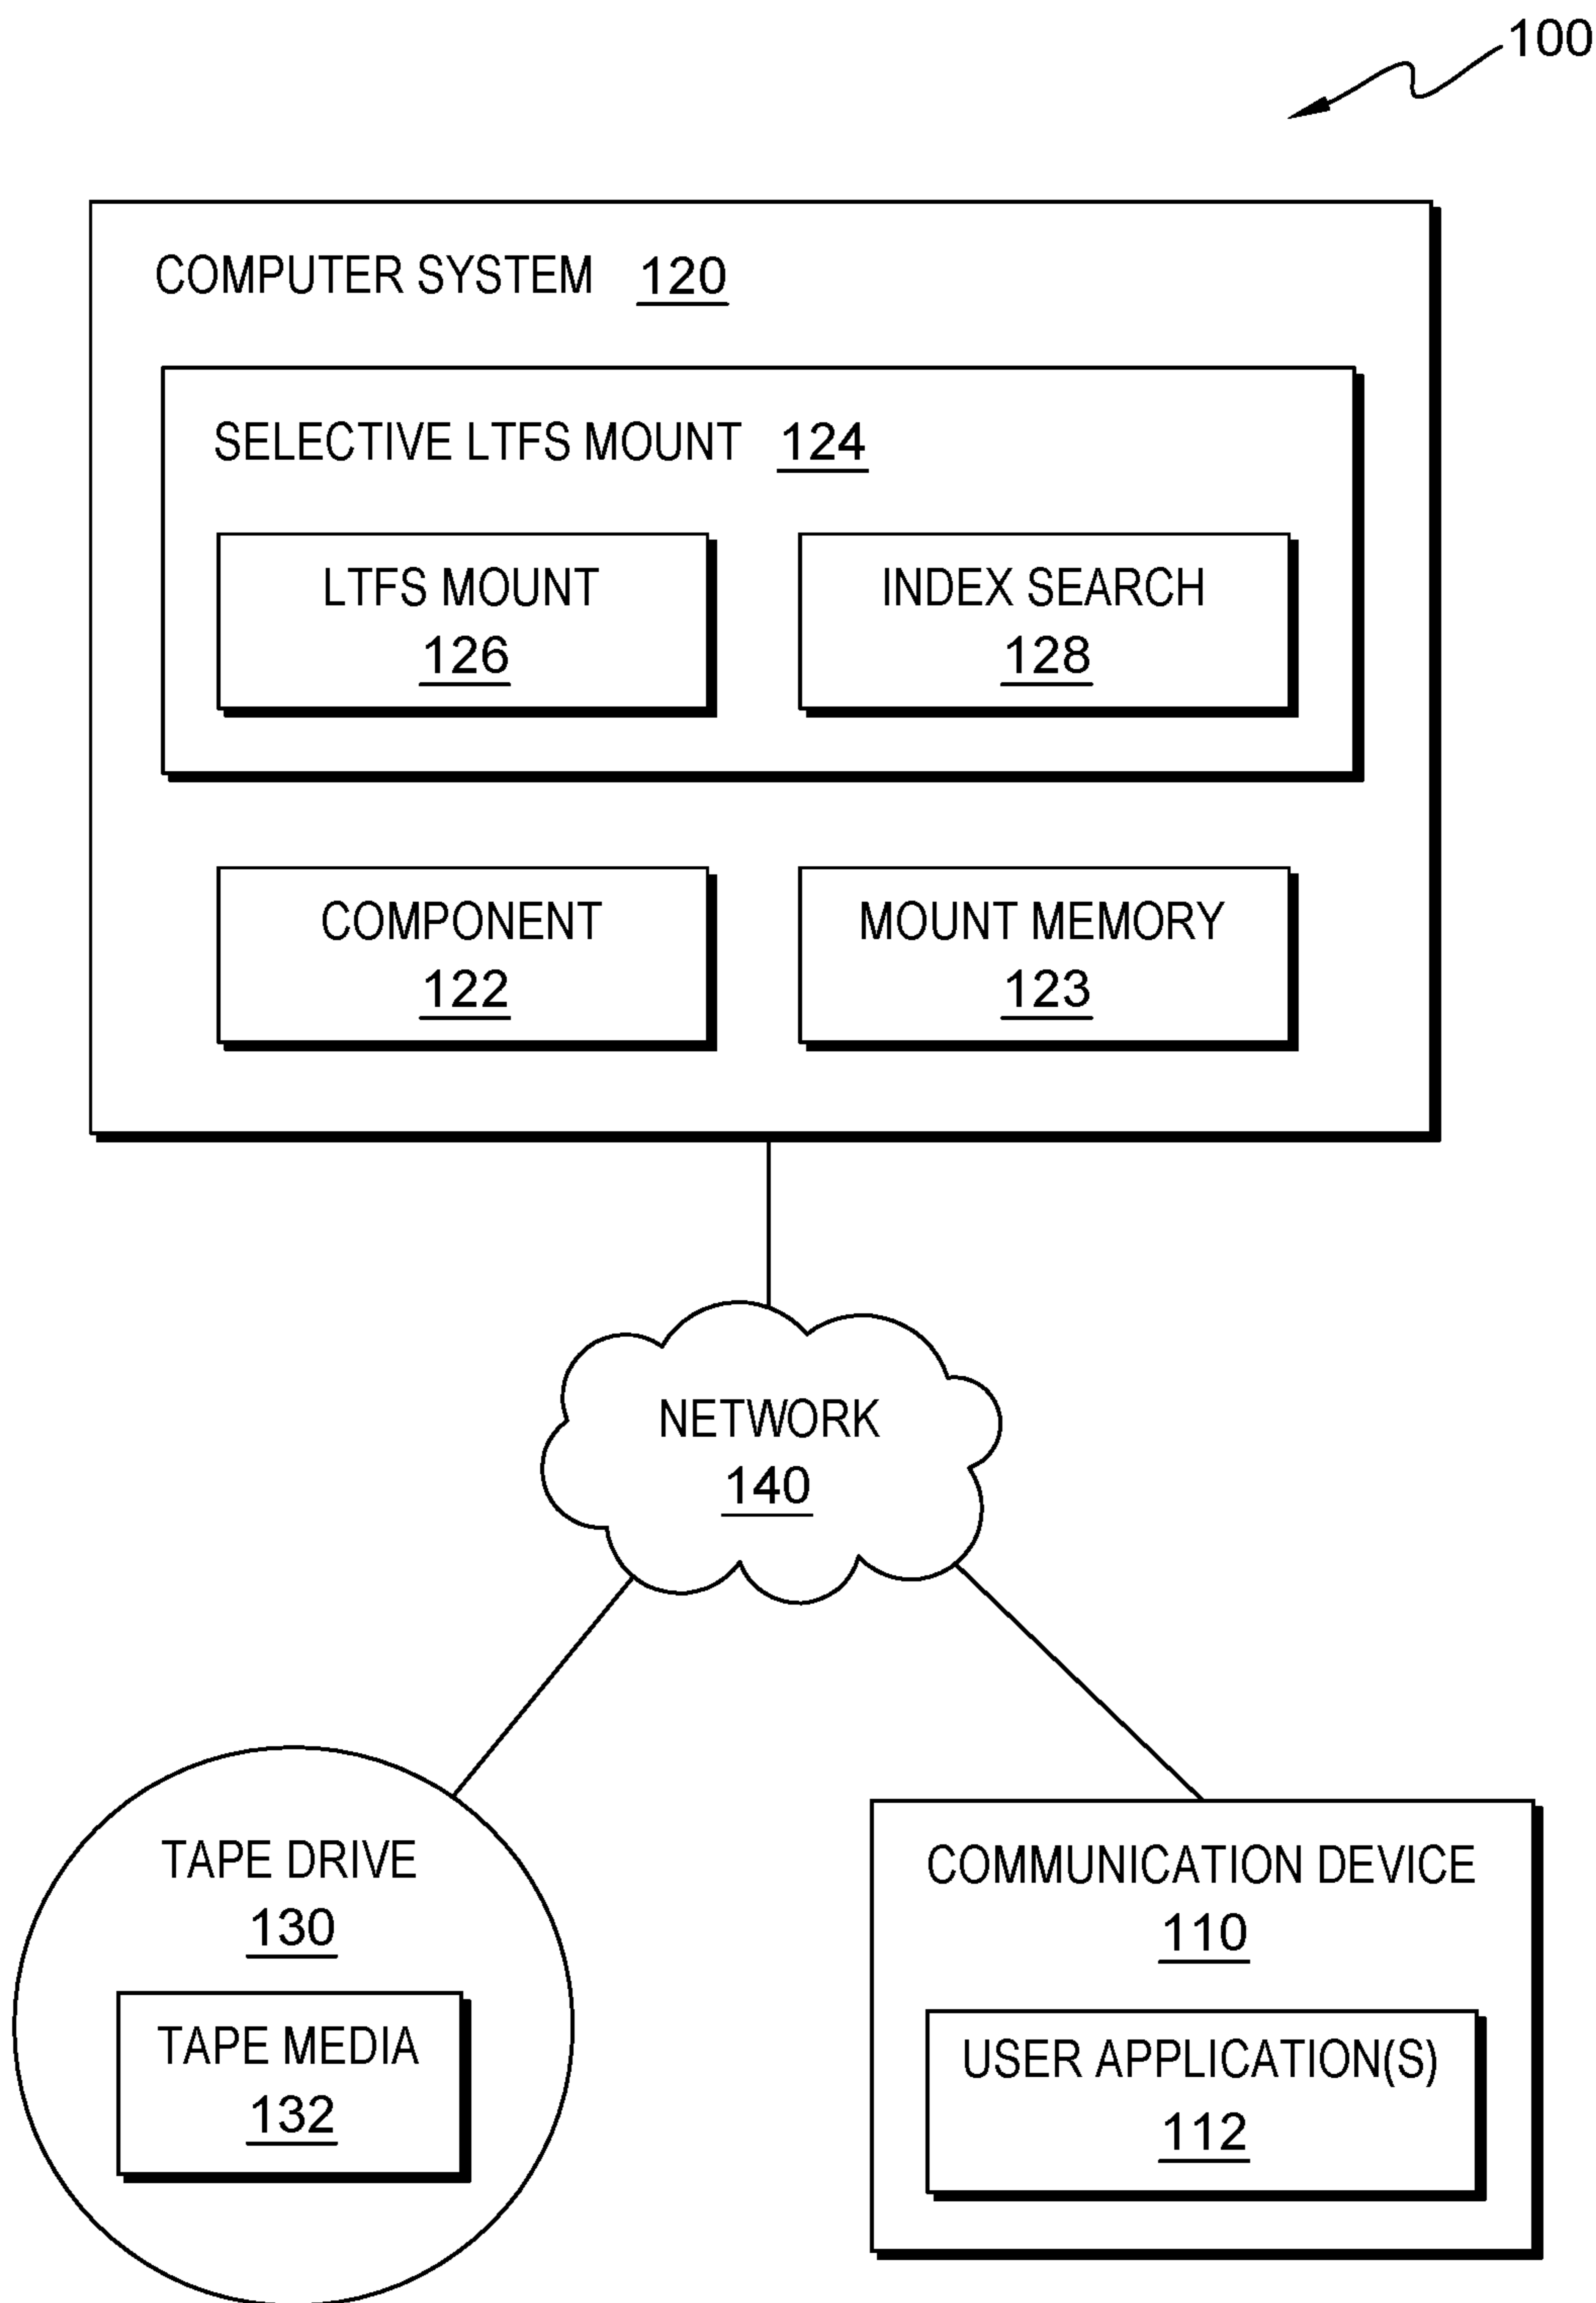 100
COMPUTER SYSTEM 120
SELECTIVE LTFS MOUNT 124
LTFS MOUNT
126
INDEX SEARCH
128
COMPONENT
122
MOUNT MEMORY
123
NETWORK
140
TAPE DRIVE
130
TAPE MEDIA
132
COMMUNICATION DEVICE
110
USER APPLICATION(S)
112